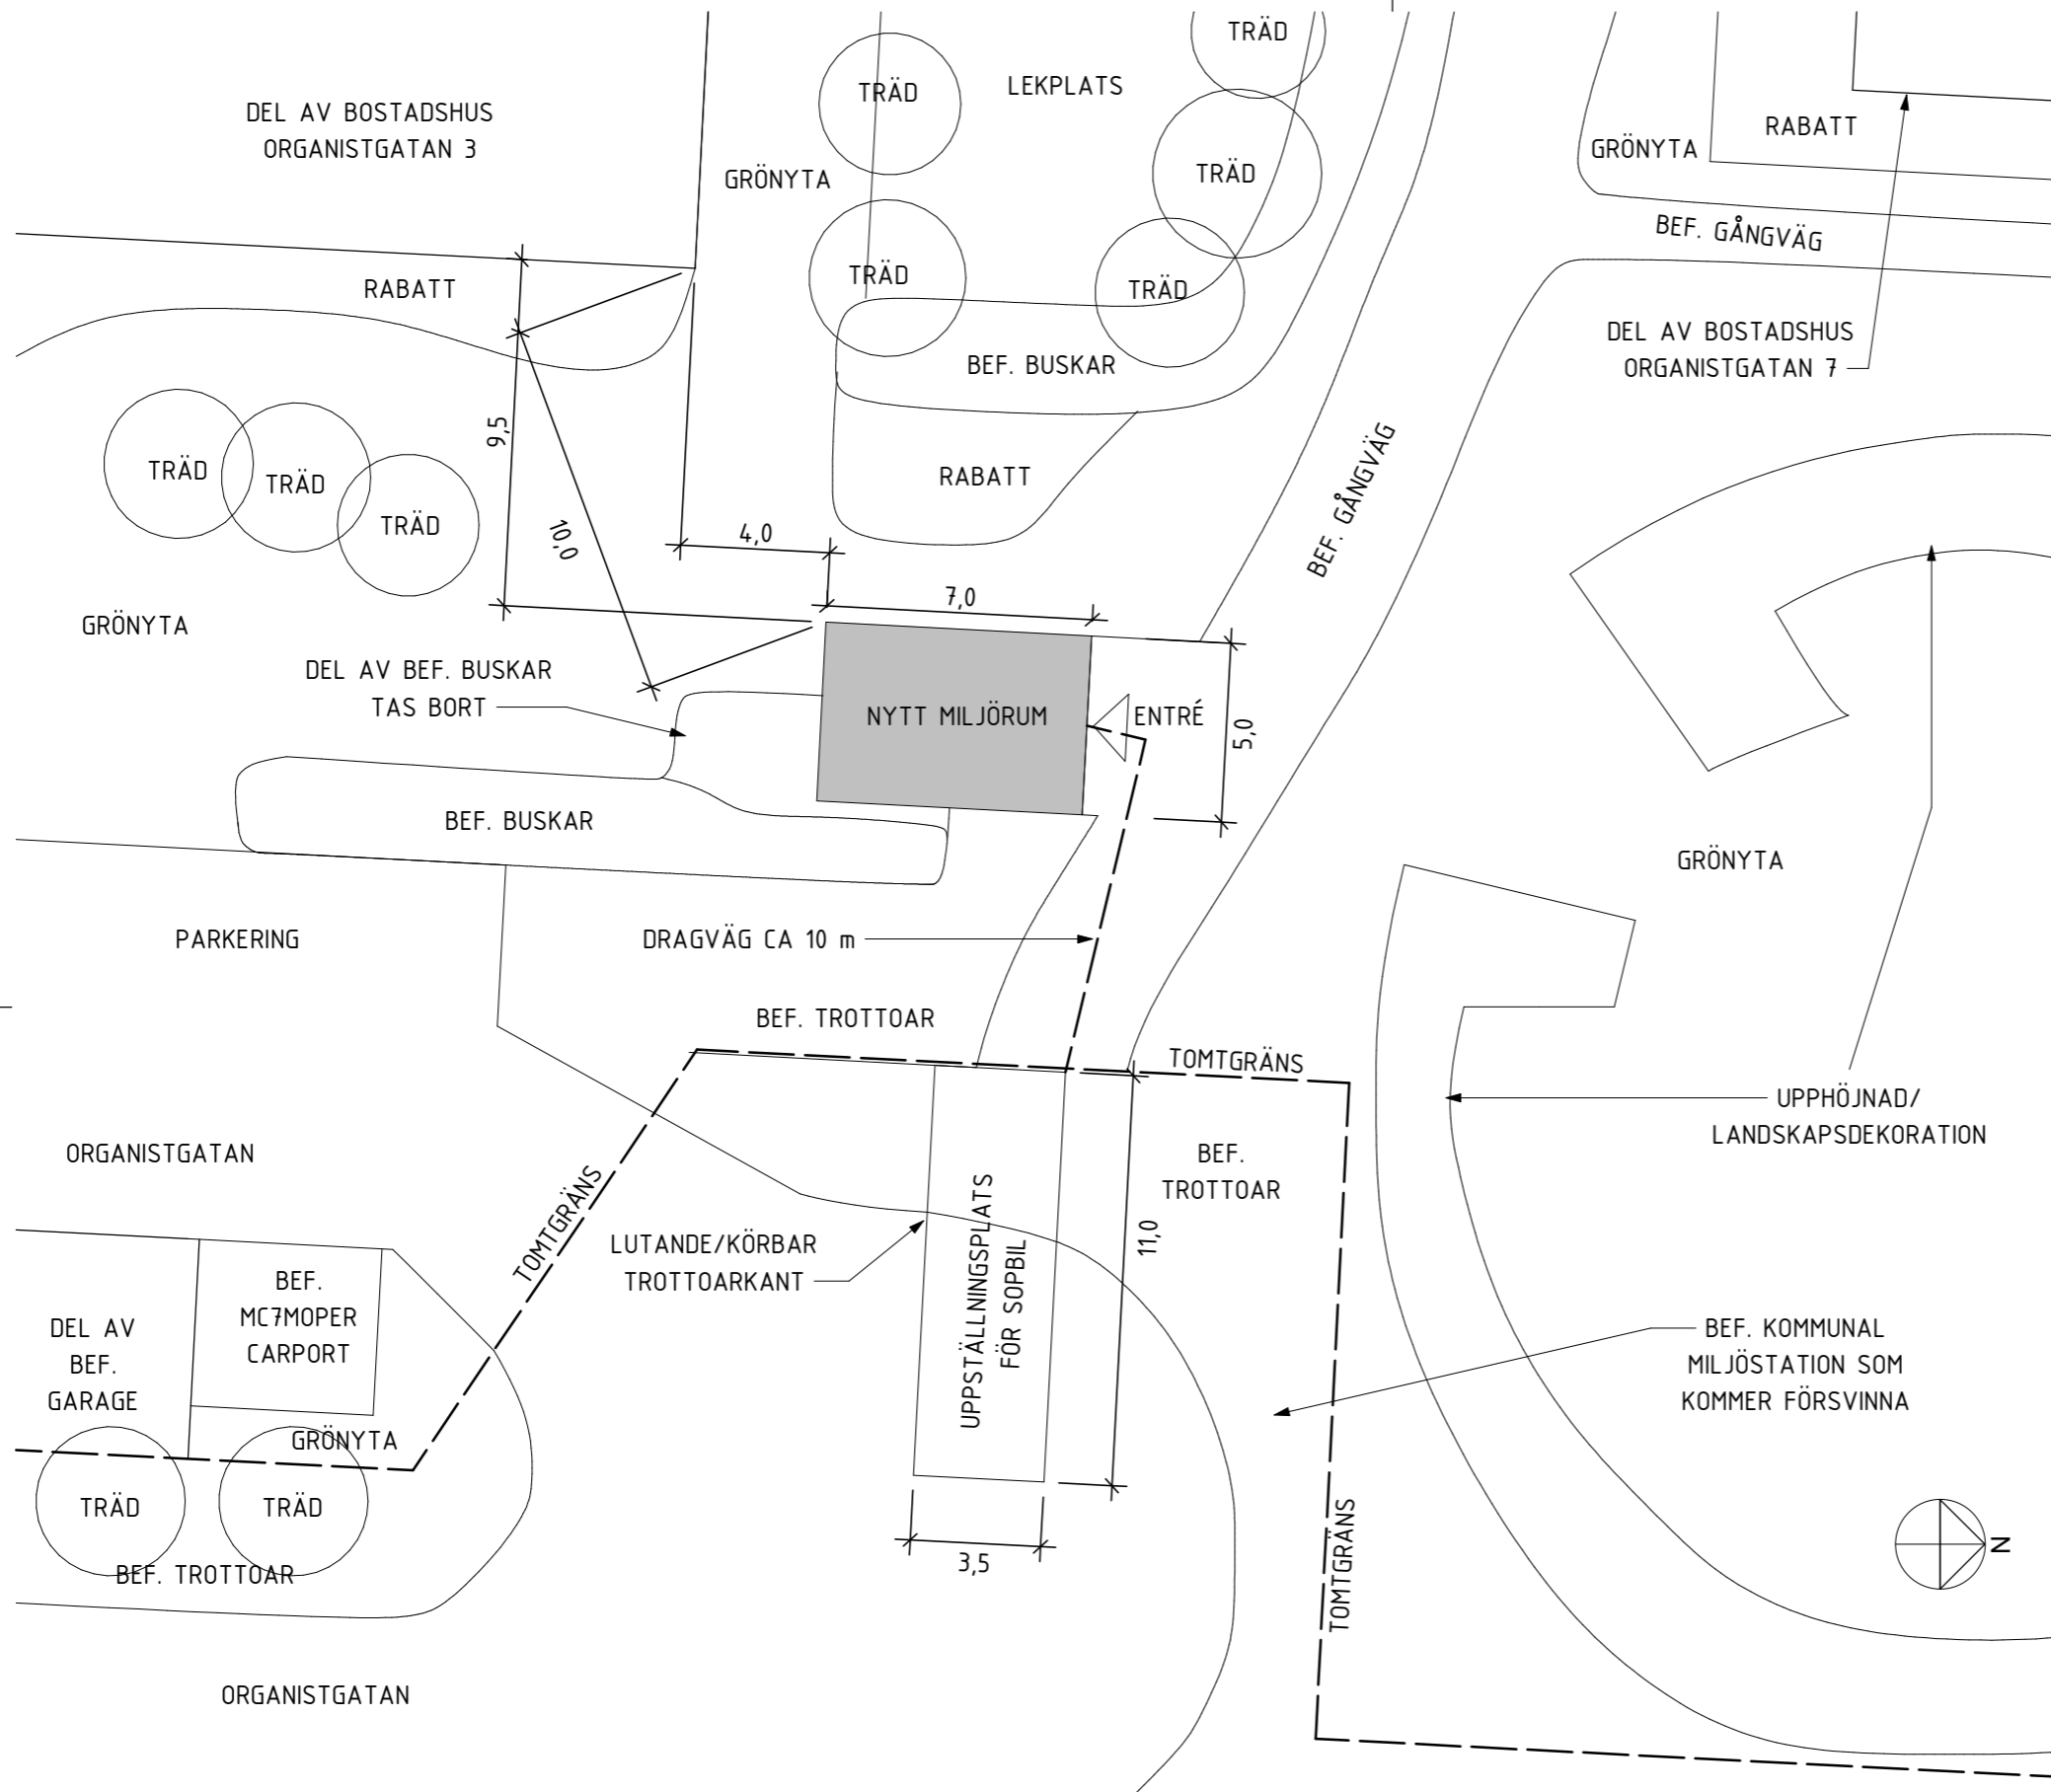 TRÄD
LEKPLATS
TRÄD
DEL AV BOSTADSHUS
ORGANISTGATAN 3
GRÖNYTA
TRÄD
RABATT
GRÖNYTA
BEF. GÅNGVÄG
RABATT
TRÄD
TRÄD
DEL AV BOSTADSHUS
ORGANISTGATAN 7
BEF. BUSKAR
9,5
TRÄD
TRÄD
TRÄD
RABATT
BEF. GÅNGVÄG
10,0
4,0
7,0
GRÖNYTA
DEL AV BEF. BUSKAR
TAS BORT
NYTT MILJÖRUM
ENTRÉ
5,0
BEF. BUSKAR
GRÖNYTA
PARKERING
DRAGVÄG CA 10 m
BEF. TROTTOAR
TOMTGRÄNS
UPPHÖJNAD/
LANDSKAPSDEKORATION
ORGANISTGATAN
BEF.
TROTTOAR
TOMTGRÄNS
LUTANDE/KÖRBAR
TROTTOARKANT
UPPSTÄLLNINGSPLATS
FÖR SOPBIL
11,0
BEF.
MC7MOPER
CARPORT
DEL AV
BEF.
GARAGE
BEF. KOMMUNAL
MILJÖSTATION SOM
KOMMER FÖRSVINNA
GRÖNYTA
TRÄD
TRÄD
BEF. TROTTOAR
3,5
TOMTGRÄNS
N
ORGANISTGATAN